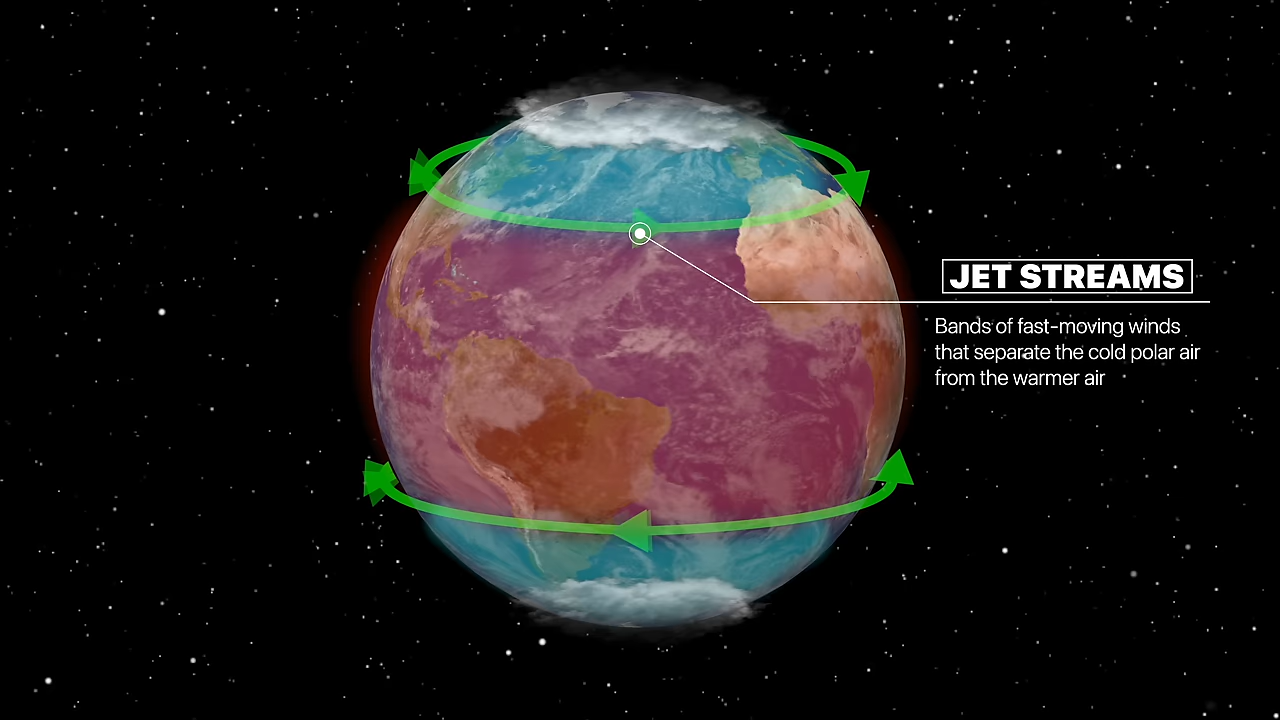 JET STREAMS
Bands of fast-moving winds
that separate the cold polar air
from the warmer air